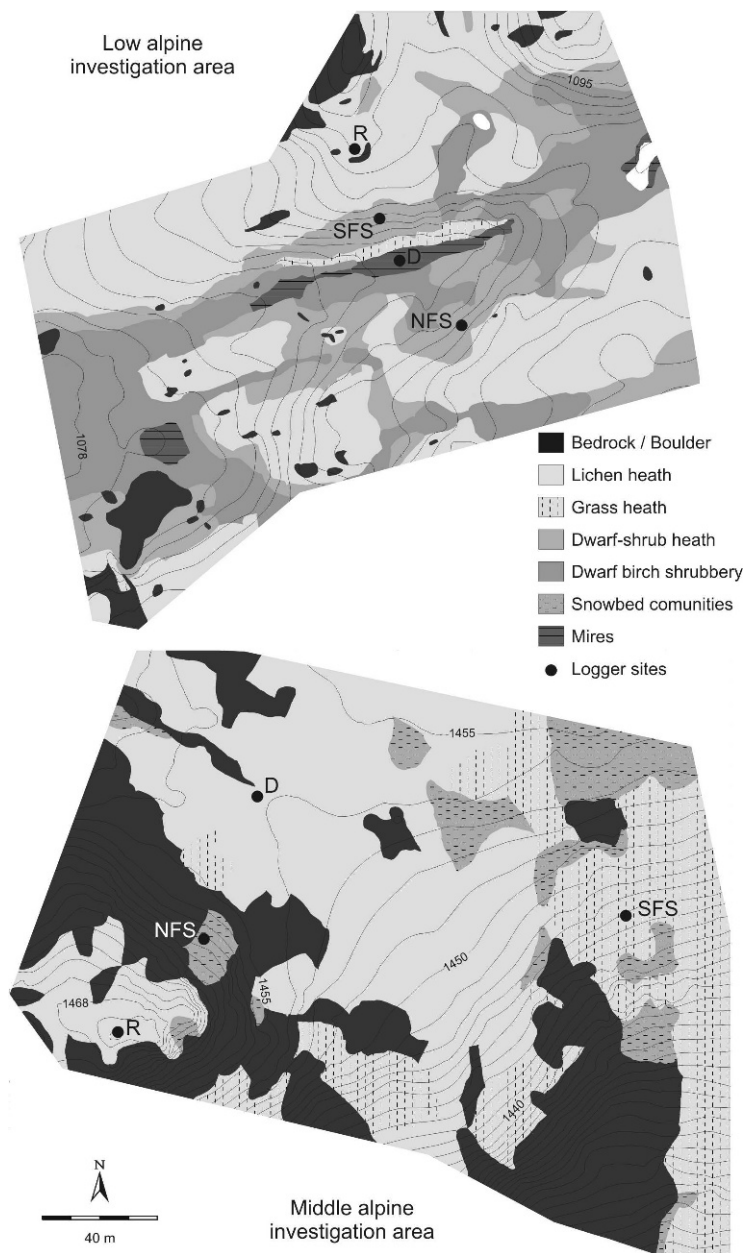 Low alpine
investigation area
1095
R
SFS
D
NFS
1078
Bedrock / Boulder
Lichen heath
Grass heath
Dwarf-shrub heath
Dwarf birch shrubbery
Snowbed comunities
Mires
Logger sites
1455
D
NFS
SFS
1450
1455
1468
R
1440
N
40 m
Middle alpine
investigation area